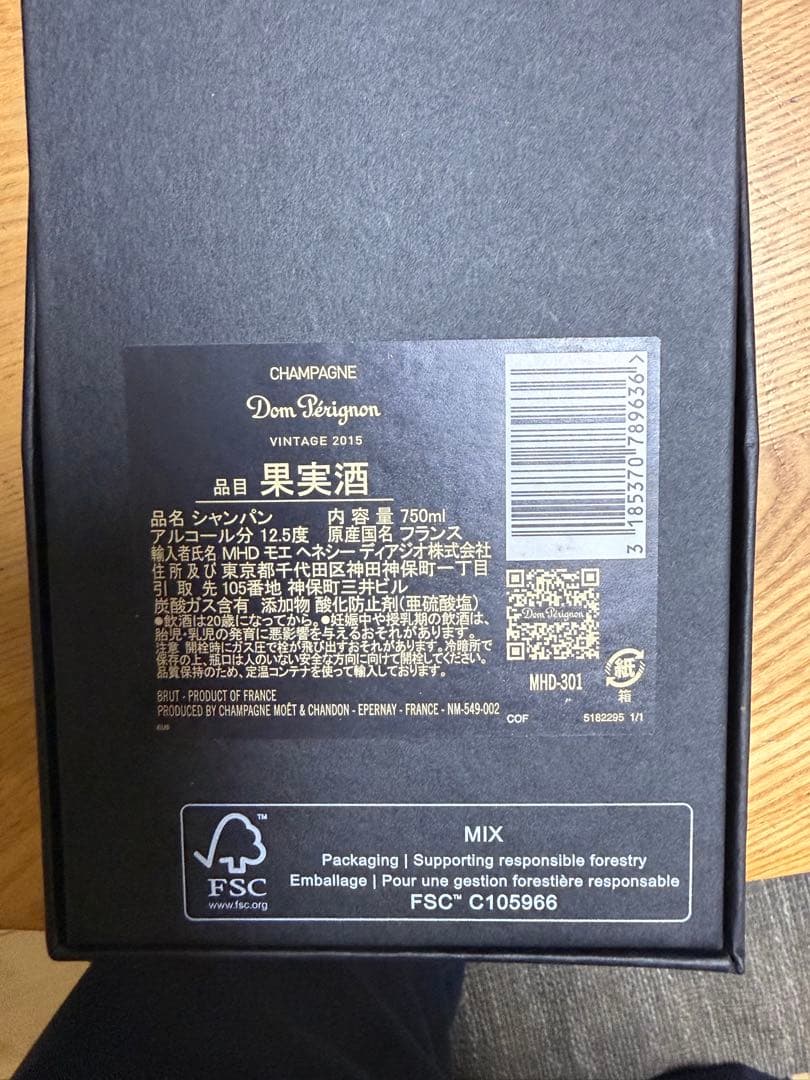 CHAMPAGNE
Dom Pérignon
VINTAGE 2015
品目 果実酒
品名 シャンパン 内容量 750ml
アルコール分 12.5度 原産国名 フランス
輸入者氏名 MHD モエ ヘネシー ディアジオ株式会社
住所及び 東京都千代田区神田神保町一丁目
引取先 105番地 神保町三井ビル
炭酸ガス含有 添加物 酸化防止剤(亜硫酸塩)
●飲酒は20歳になってから。●妊娠中や授乳期の飲酒は、
胎児・乳児の発育に悪影響を与えるおそれがあります。
注意 開栓時にガス圧で栓が飛び出すおそれがあります。冷暗所で
保存の上、瓶口は人のいない安全な方向に向けて開栓してください。
品質保持のため、定温コンテナを使って輸入しております。
BRUT - PRODUCT OF FRANCE
PRODUCED BY CHAMPAGNE MOËT & CHANDON - EPERNAY - FRANCE - NM-549-002
3 185370 789636 >
Dom Pérignon
MHD-301
紙
箱
COF 5182295 1/1
FSC™
www.fsc.org
MIX
Packaging | Supporting responsible forestry
Emballage | Pour une gestion forestière responsable
FSC™ C105966